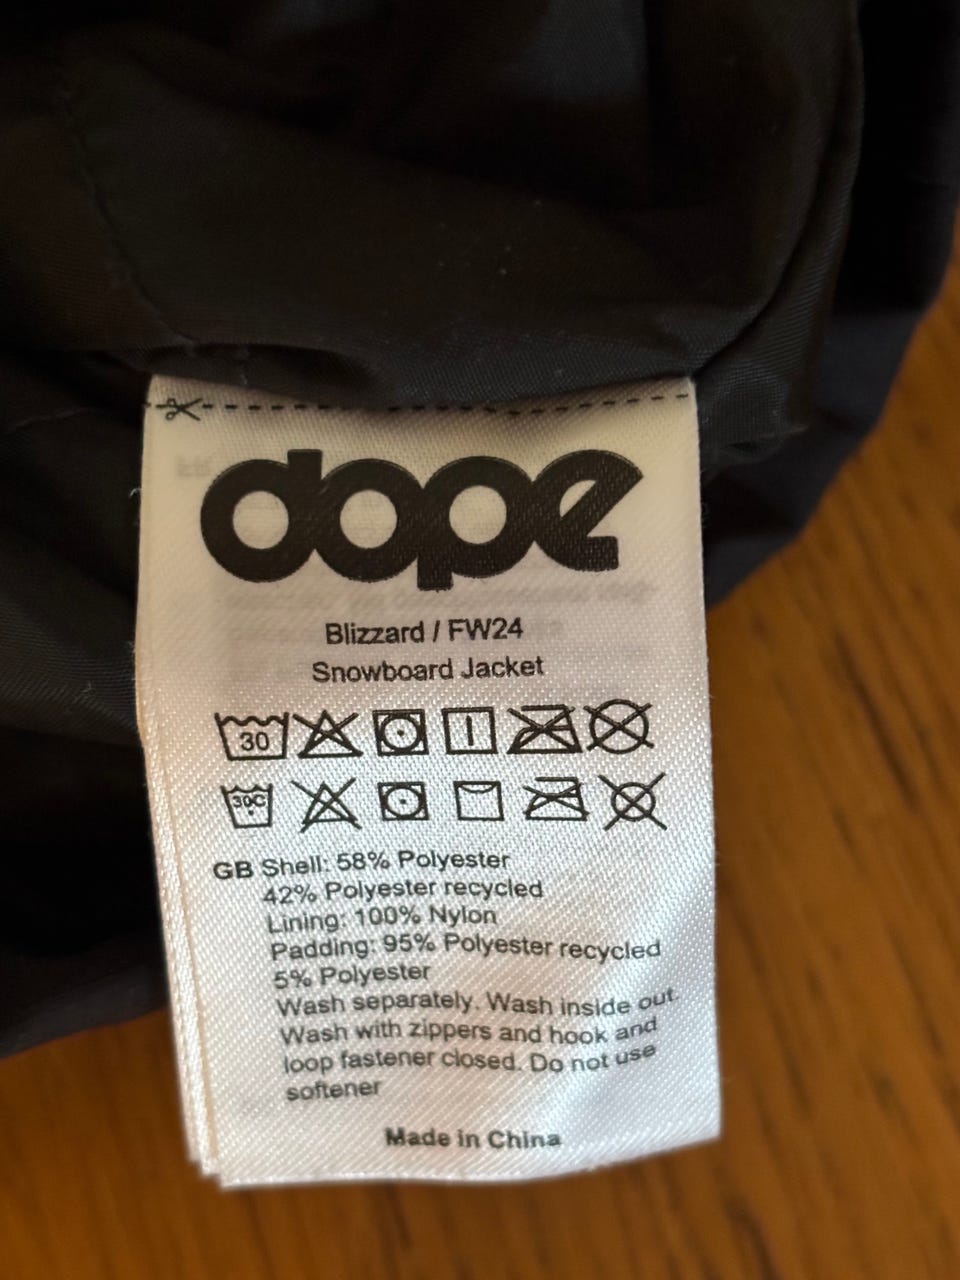 dope
Blizzard / FW24
Snowboard Jacket
30
30C
GB Shell: 58% Polyester
42% Polyester recycled
Lining: 100% Nylon
Padding: 95% Polyester recycled
5% Polyester
Wash separately. Wash inside out.
Wash with zippers and hook and
loop fastener closed. Do not use
softener
Made in China